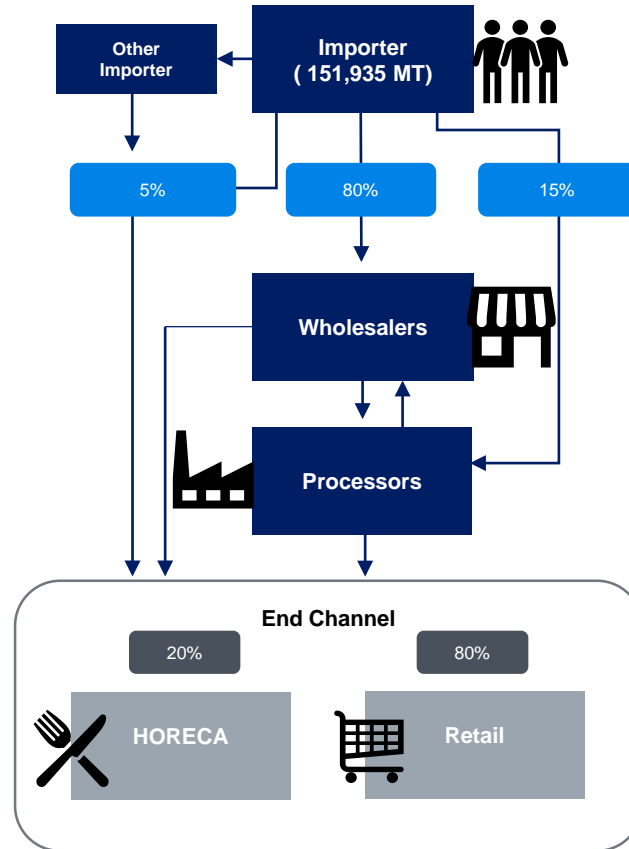 Other
Importer
Importer
( 151,935 MT)
5%
80%
15%
Wholesalers
Processors
End Channel
20%
80%
HORECA
Retail